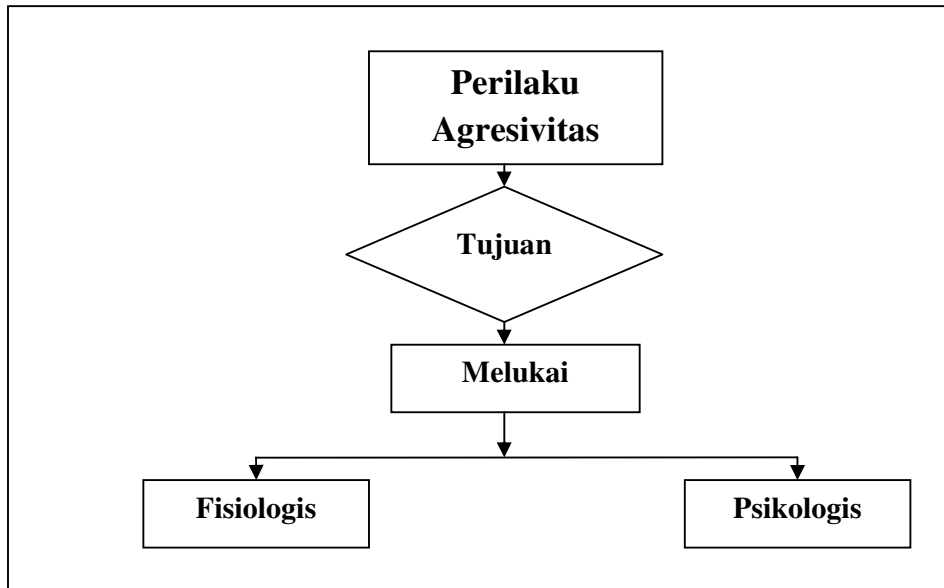 Perilaku
Agresivitas
Tujuan
Melukai
Fisiologis
Psikologis